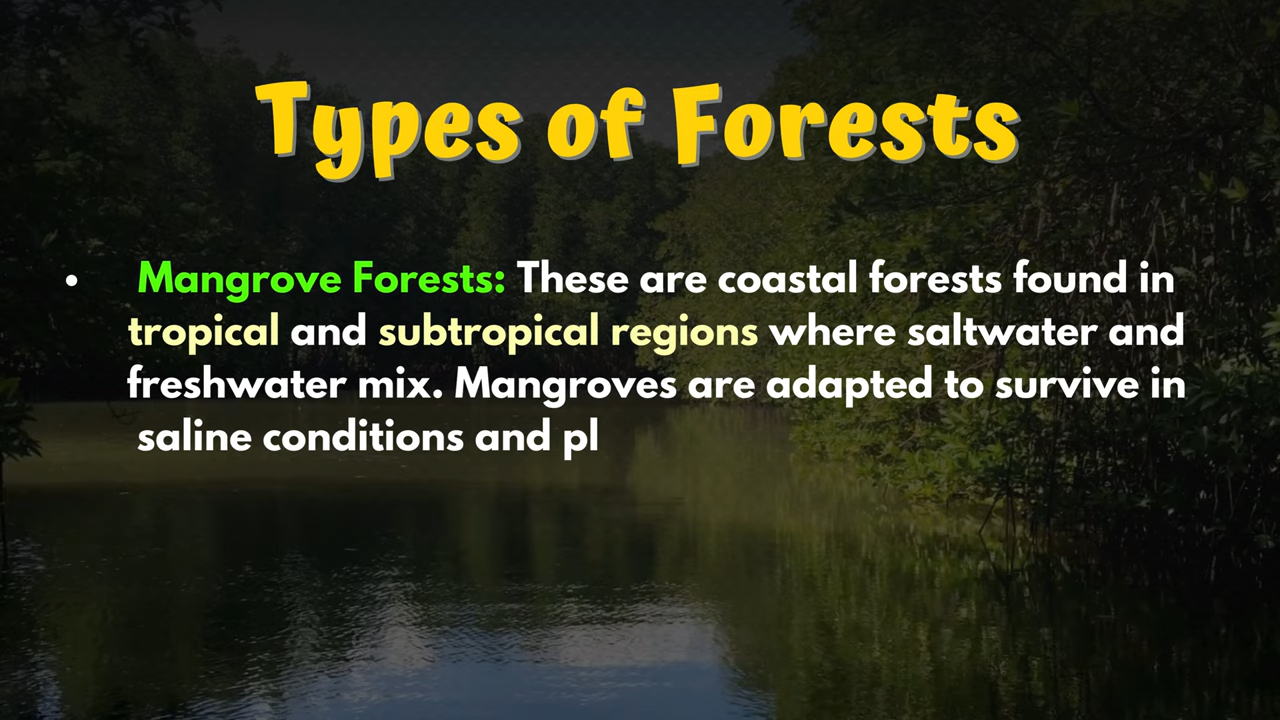 Types of Forests
• Mangrove Forests: These are coastal forests found in
tropical and subtropical regions where saltwater and
freshwater mix. Mangroves are adapted to survive in
saline conditions and pl